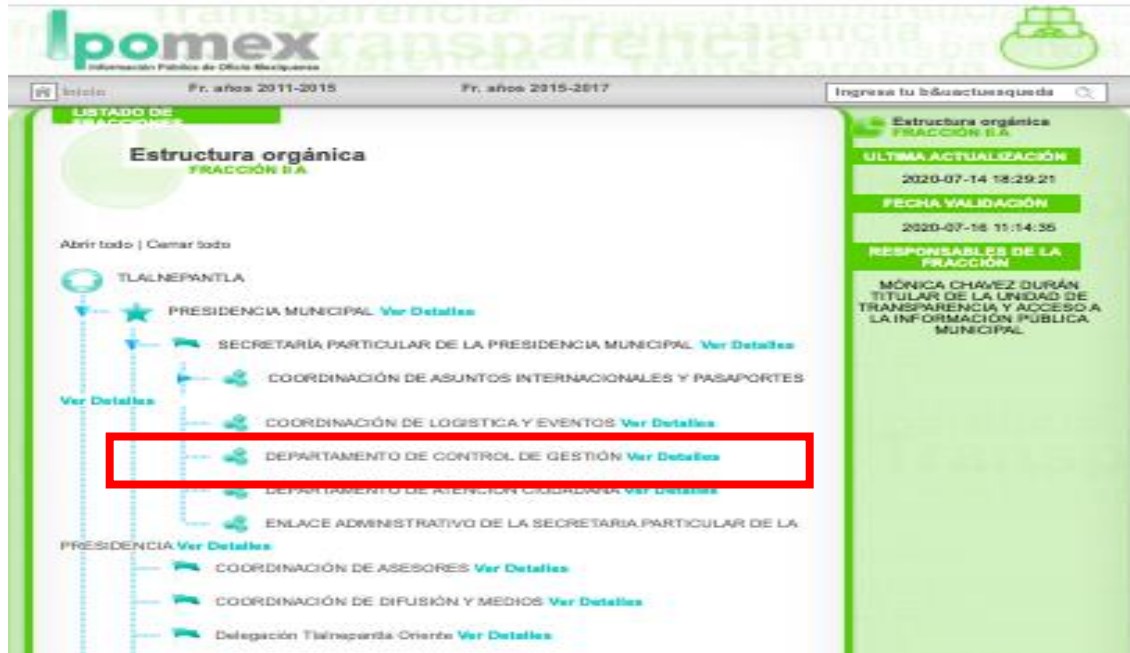 Ipomex
Información Pública de Oficio Mexiquense
Inicio
Fr. años 2011-2015
Fr. años 2015-2017
Ingresa tu b&uactuesqueda
LISTADO DE
FRACCIONES
Estructura orgánica
FRACCIÓN II A
Abrir todo | Cerrar todo
TLALNEPANTLA
PRESIDENCIA MUNICIPAL Ver Detalles
SECRETARÍA PARTICULAR DE LA PRESIDENCIA MUNICIPAL Ver Detalles
COORDINACIÓN DE ASUNTOS INTERNACIONALES Y PASAPORTES
Ver Detalles
COORDINACIÓN DE LOGISTICA Y EVENTOS Ver Detalles
DEPARTAMENTO DE CONTROL DE GESTIÓN Ver Detalles
DEPARTAMENTO DE ATENCIÓN CIUDADANA Ver Detalles
ENLACE ADMINISTRATIVO DE LA SECRETARIA PARTICULAR DE LA
PRESIDENCIA Ver Detalles
COORDINACIÓN DE ASESORES Ver Detalles
COORDINACIÓN DE DIFUSIÓN Y MEDIOS Ver Detalles
Delegación Tlalnepantla Oriente Ver Detalles
Estructura orgánica
FRACCIÓN II A
ULTIMA ACTUALIZACIÓN
2020-07-14 18:29:21
FECHA VALIDACIÓN
2020-07-16 11:14:35
RESPONSABLES DE LA
FRACCIÓN
MÓNICA CHAVEZ DURÁN
TITULAR DE LA UNIDAD DE
TRANSPARENCIA Y ACCESO A
LA INFORMACIÓN PÚBLICA
MUNICIPAL